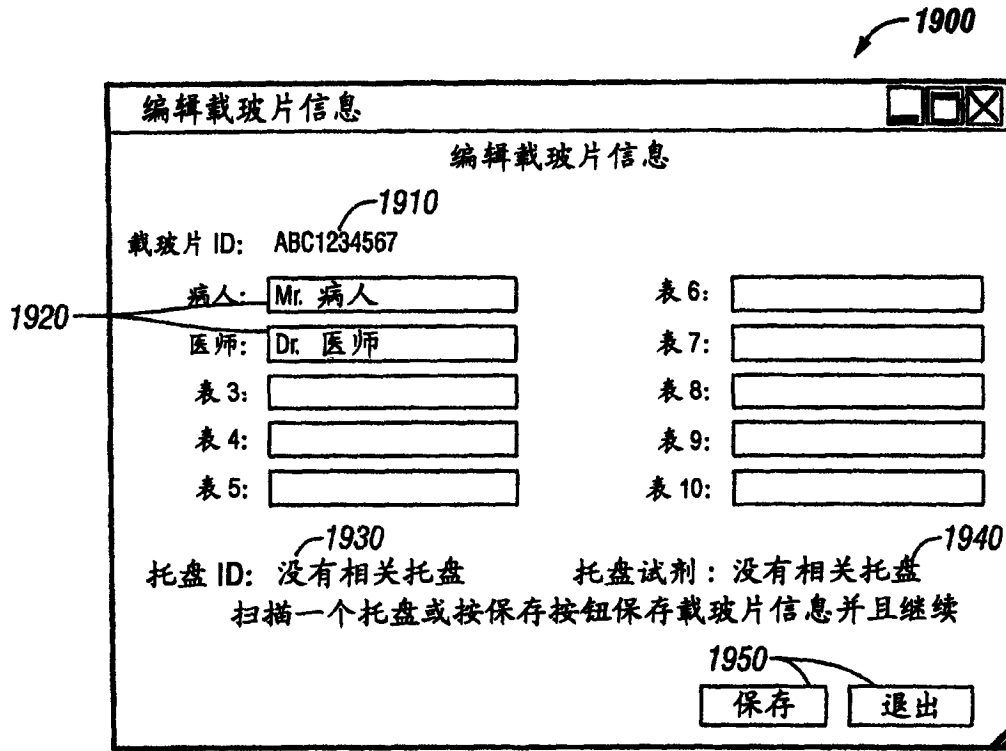 1900
编辑载玻片信息
编辑载玻片信息
1910
载玻片 ID: ABC1234567
1920
病人: Mr. 病人
医师: Dr. 医师
表 3:
表 4:
表 5:
表 6:
表 7:
表 8:
表 9:
表 10:
1930
1940
托盘 ID: 没有相关托盘
托盘试剂: 没有相关托盘
扫描一个托盘或按保存按钮保存载玻片信息并且继续
1950
保存
退出